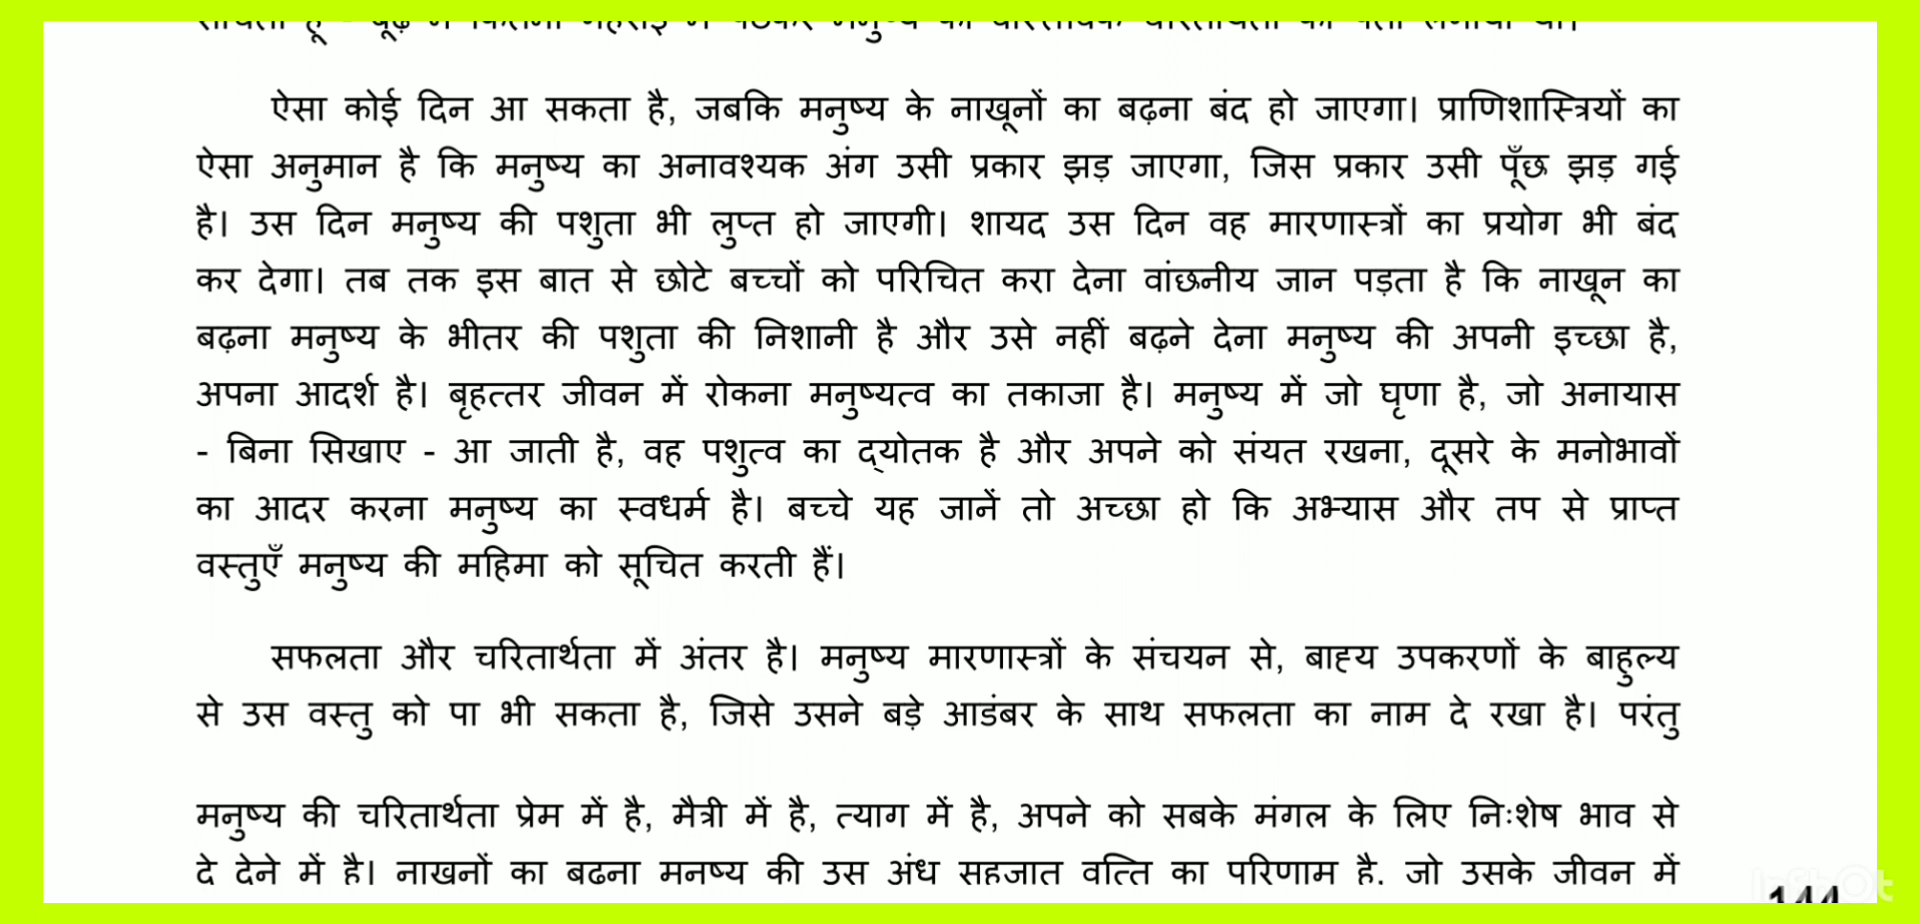 ऐसा कोई दिन आ सकता है, जबकि मनुष्य के नाखूनों का बढ़ना बंद हो जाएगा। प्राणिशास्त्रियों का
ऐसा अनुमान है कि मनुष्य का अनावश्यक अंग उसी प्रकार झड़ जाएगा, जिस प्रकार उसी पूँछ झड़ गई
है। उस दिन मनुष्य की पशुता भी लुप्त हो जाएगी। शायद उस दिन वह मारणास्त्रों का प्रयोग भी बंद
कर देगा। तब तक इस बात से छोटे बच्चों को परिचित करा देना वांछनीय जान पड़ता है कि नाखून का
बढ़ना मनुष्य के भीतर की पशुता की निशानी है और उसे नहीं बढ़ने देना मनुष्य की अपनी इच्छा है,
अपना आदर्श है। बृहत्तर जीवन में रोकना मनुष्यत्व का तकाजा है। मनुष्य में जो घृणा है, जो अनायास
- बिना सिखाए - आ जाती है, वह पशुत्व का द्योतक है और अपने को संयत रखना, दूसरे के मनोभावों
का आदर करना मनुष्य का स्वधर्म है। बच्चे यह जानें तो अच्छा हो कि अभ्यास और तप से प्राप्त
वस्तुएँ मनुष्य की महिमा को सूचित करती हैं।
सफलता और चरितार्थता में अंतर है। मनुष्य मारणास्त्रों के संचयन से, बाह्य उपकरणों के बाहुल्य
से उस वस्तु को पा भी सकता है, जिसे उसने बड़े आडंबर के साथ सफलता का नाम दे रखा है। परंतु
मनुष्य की चरितार्थता प्रेम में है, मैत्री में है, त्याग में है, अपने को सबके मंगल के लिए निःशेष भाव से
दे देने में है। नाखूनों का बढ़ना मनुष्य की उस अंध सहजात वृत्ति का परिणाम है, जो उसके जीवन में